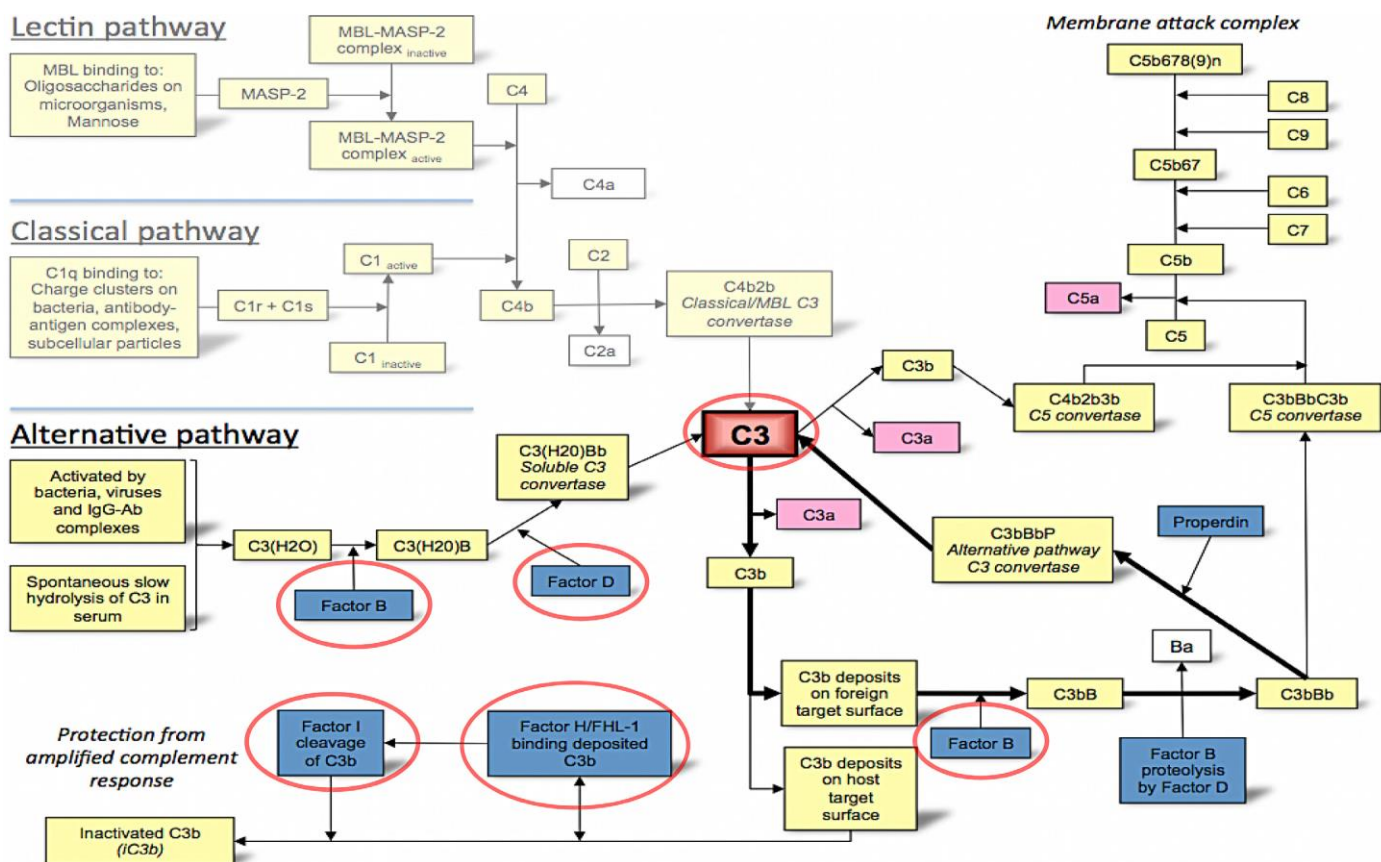 Lectin pathway
MBL binding to:
Oligosaccharides on
microorganisms,
Mannose
MASP-2
MBL-MASP-2
complex inactive
MBL-MASP-2
complex active
C4
C4a
Classical pathway
C1q binding to:
Charge clusters on
bacteria, antibody-
antigen complexes,
subcellular particles
C1r + C1s
C1 active
C1 inactive
C4b
C2
C2a
C4b2b
Classical/MBL C3
convertase
Membrane attack complex
C5b678(9)n
C8
C9
C5b67
C6
C7
C5b
C5a
C5
C3b
C3a
C4b2b3b
C5 convertase
C3bBbC3b
C5 convertase
Alternative pathway
Activated by
bacteria, viruses
and IgG-Ab
complexes
Spontaneous slow
hydrolysis of C3 in
serum
C3(H2O)
C3(H20)B
Factor B
Factor D
C3(H20)Bb
Soluble C3
convertase
C3
C3a
C3b
C3bBbP
Alternative pathway
C3 convertase
Properdin
C3b deposits
on foreign
target surface
Factor B
C3bB
Ba
Factor B
proteolysis
by Factor D
C3bBb
C3b deposits
on host
target
surface
Protection from
amplified complement
response
Factor I
cleavage
of C3b
Factor H/FHL-1
binding deposited
C3b
Inactivated C3b
(iC3b)